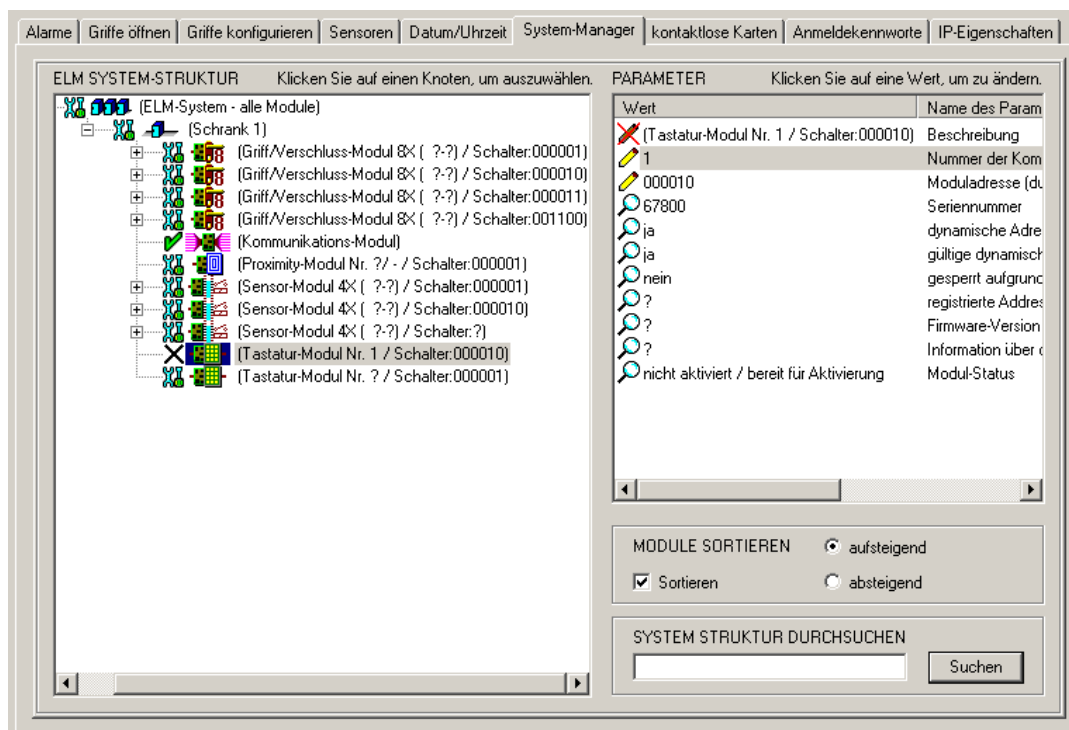 Alarme Griffe öffnen Griffe konfigurieren Sensoren Datum/Uhrzeit System-Manager kontaktlose Karten Anmeldekennworte IP-Eigenschaften
ELM SYSTEM-STRUKTUR Klicken Sie auf einen Knoten, um auszuwählen.
(ELM-System - alle Module)
(Schrank 1)
(Griff/Verschluss-Modul 8X ( ?-?) / Schalter:000001)
(Griff/Verschluss-Modul 8X ( ?-?) / Schalter:000010)
(Griff/Verschluss-Modul 8X ( ?-?) / Schalter:000011)
(Griff/Verschluss-Modul 8X ( ?-?) / Schalter:001100)
(Kommunikations-Modul)
(Proximity-Modul Nr. ?/ - / Schalter:000001)
(Sensor-Modul 4X ( ?-?) / Schalter:000001)
(Sensor-Modul 4X ( ?-?) / Schalter:000010)
(Sensor-Modul 4X ( ?-?) / Schalter:?)
(Tastatur-Modul Nr. 1 / Schalter:000010)
(Tastatur-Modul Nr. ? / Schalter:000001)
PARAMETER Klicken Sie auf eine Wert, um zu ändern.
Wert Name des Param
(Tastatur-Modul Nr. 1 / Schalter:000010) Beschreibung
1 Nummer der Kom
000010 Moduladresse (du
67800 Seriennummer
ja dynamische Adre
ja gültige dynamisch
nein gesperrt aufgrund
? registrierte Addres
? Firmware-Version
? Information über d
nicht aktiviert / bereit für Aktivierung Modul-Status
MODULE SORTIEREN aufsteigend
Sortieren absteigend
SYSTEM STRUKTUR DURCHSUCHEN
Suchen